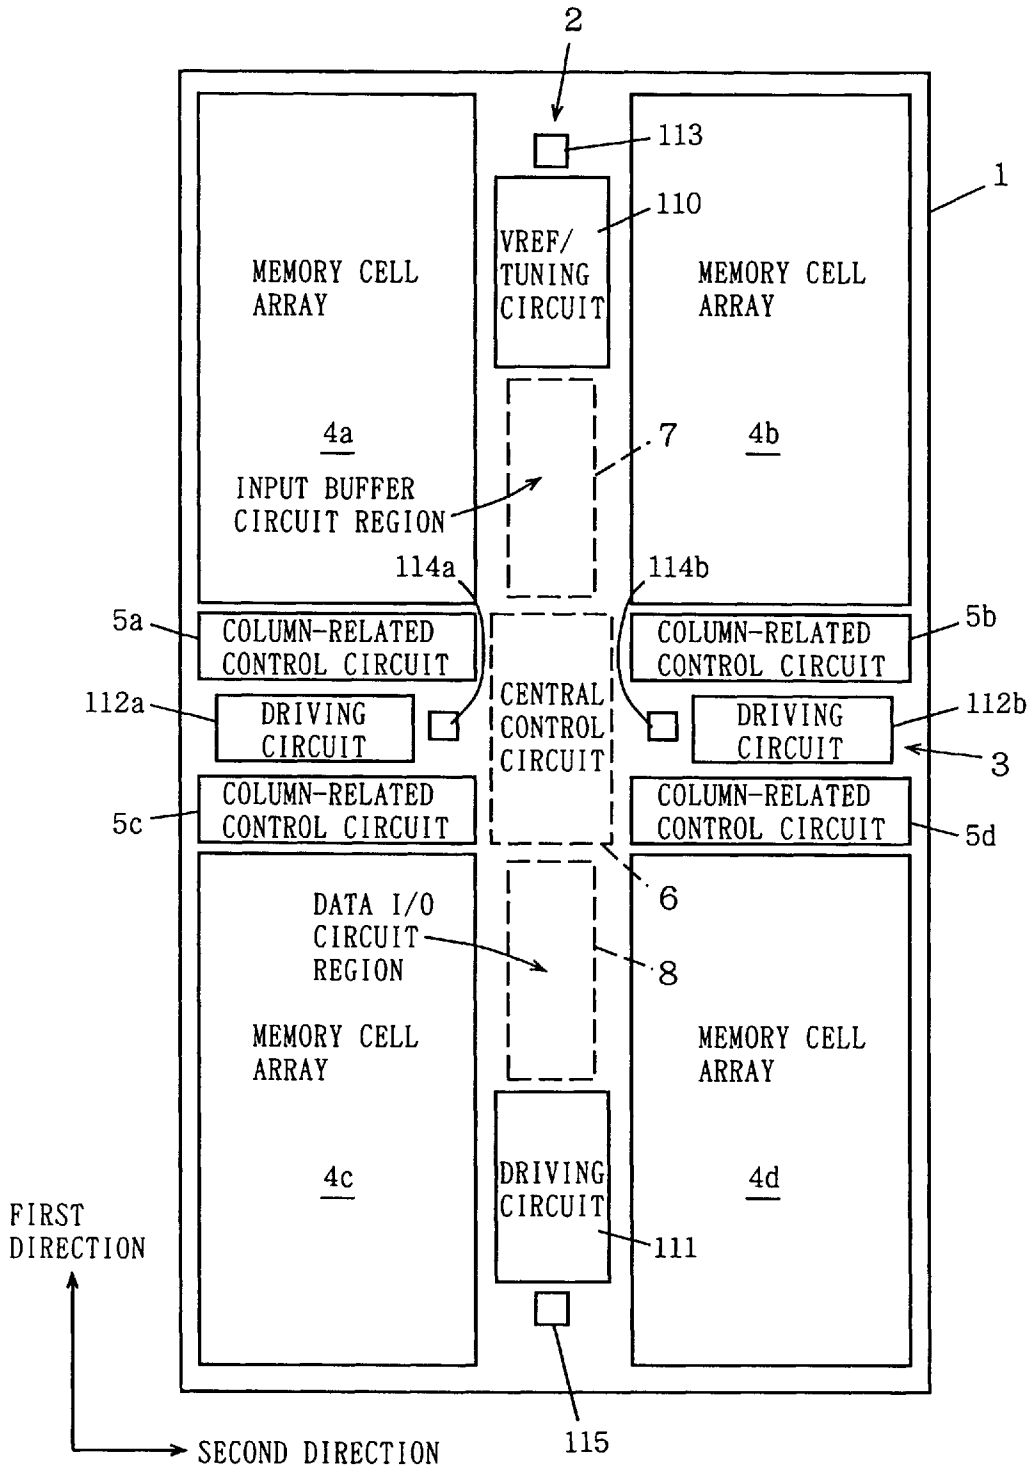 2
113
1
110
VREF/
TUNING
CIRCUIT
MEMORY CELL
ARRAY
MEMORY CELL
ARRAY
4a
7
4b
INPUT BUFFER
CIRCUIT REGION
114a
114b
5a
COLUMN-RELATED
CONTROL CIRCUIT
COLUMN-RELATED
CONTROL CIRCUIT
5b
112a
DRIVING
CIRCUIT
CENTRAL
CONTROL
CIRCUIT
DRIVING
CIRCUIT
112b
3
5c
COLUMN-RELATED
CONTROL CIRCUIT
COLUMN-RELATED
CONTROL CIRCUIT
5d
6
DATA I/O
CIRCUIT
REGION
8
MEMORY CELL
ARRAY
MEMORY CELL
ARRAY
4c
DRIVING
CIRCUIT
4d
111
FIRST
DIRECTION
115
SECOND DIRECTION